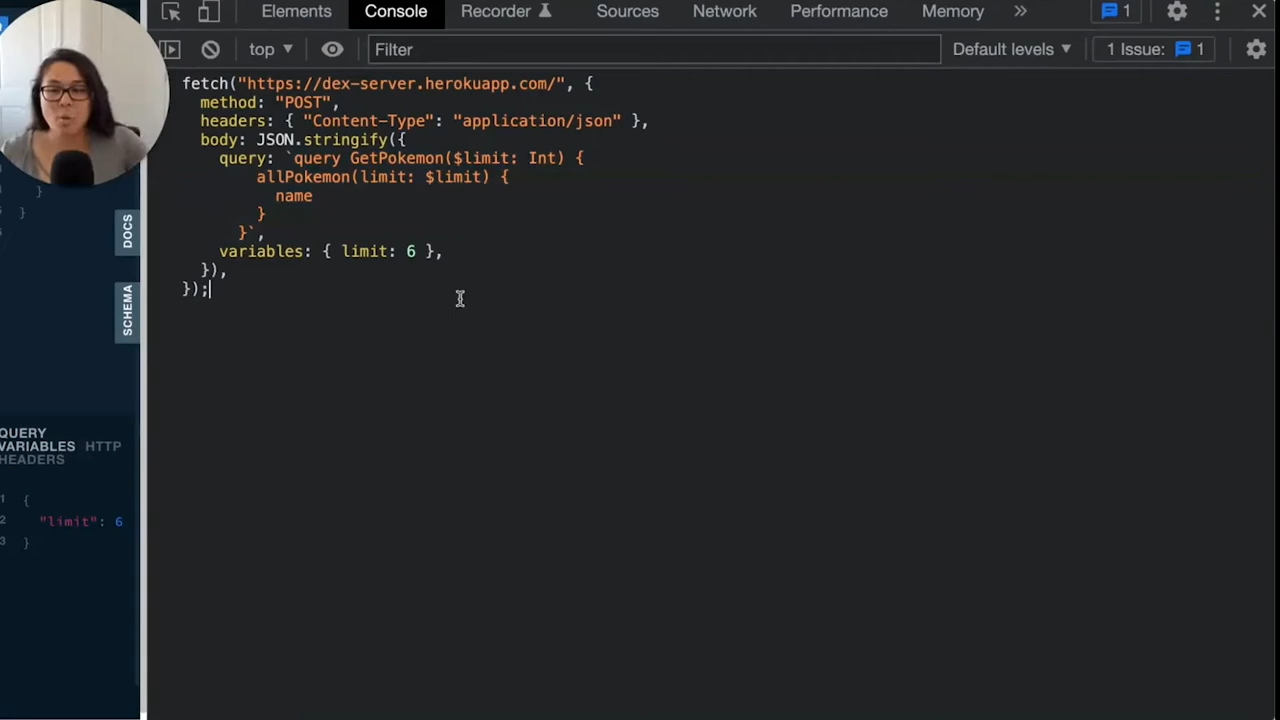 Elements Console Recorder Sources Network Performance Memory » 1
top Filter Default levels 1 Issue: 1
fetch("https://dex-server.herokuapp.com/", {
method: "POST",
headers: { "Content-Type": "application/json" },
body: JSON.stringify({
query: `query GetPokemon($limit: Int) {
allPokemon(limit: $limit) {
name
}
}`,
variables: { limit: 6 },
}),
});
}
}
DOCS
SCHEMA
QUERY
VARIABLES HTTP
HEADERS
1 {
2 "limit": 6
3 }